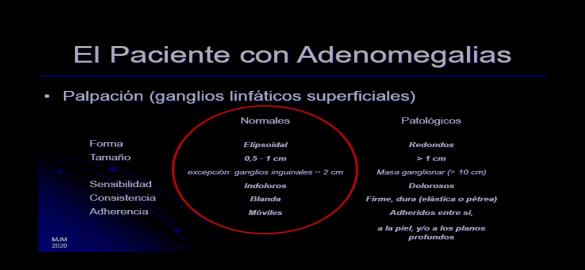 El Paciente con Adenomegalias
• Palpación (ganglios linfáticos superficiales)
Normales Patológicos
Forma Elipsoidal Redondos
Tamaño 0,5 - 1 cm > 1 cm
excepción: ganglios inguinales ~ 2 cm Masa ganglionar (> 10 cm)
Sensibilidad Indoloros Dolorosos
Consistencia Blanda Firme, dura (elástica o pétrea)
Adherencia Móviles Adheridos entre sí,
a la piel, y/o a los planos
profundos
MJM
2020